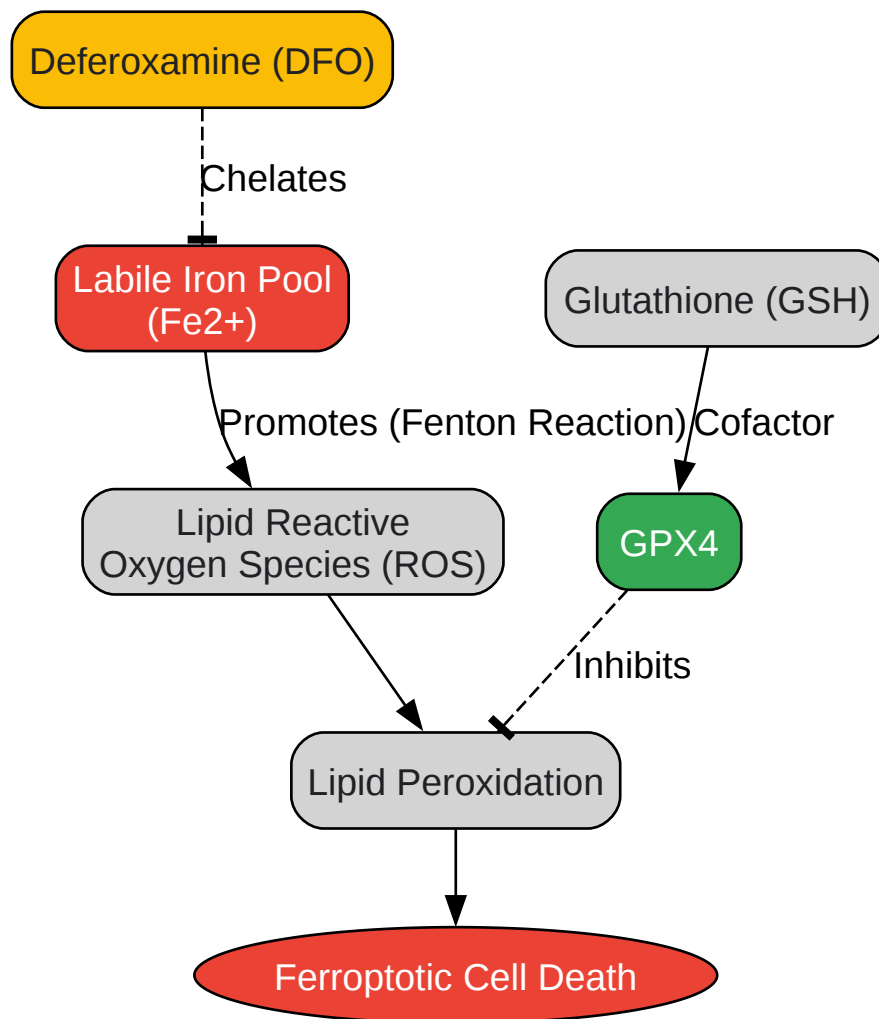 Deferoxamine (DFO)
Chelates
Labile Iron Pool
(Fe2+)
Glutathione (GSH)
Promotes (Fenton Reaction)
Cofactor
Lipid Reactive
Oxygen Species (ROS)
GPX4
Inhibits
Lipid Peroxidation
Ferroptotic Cell Death